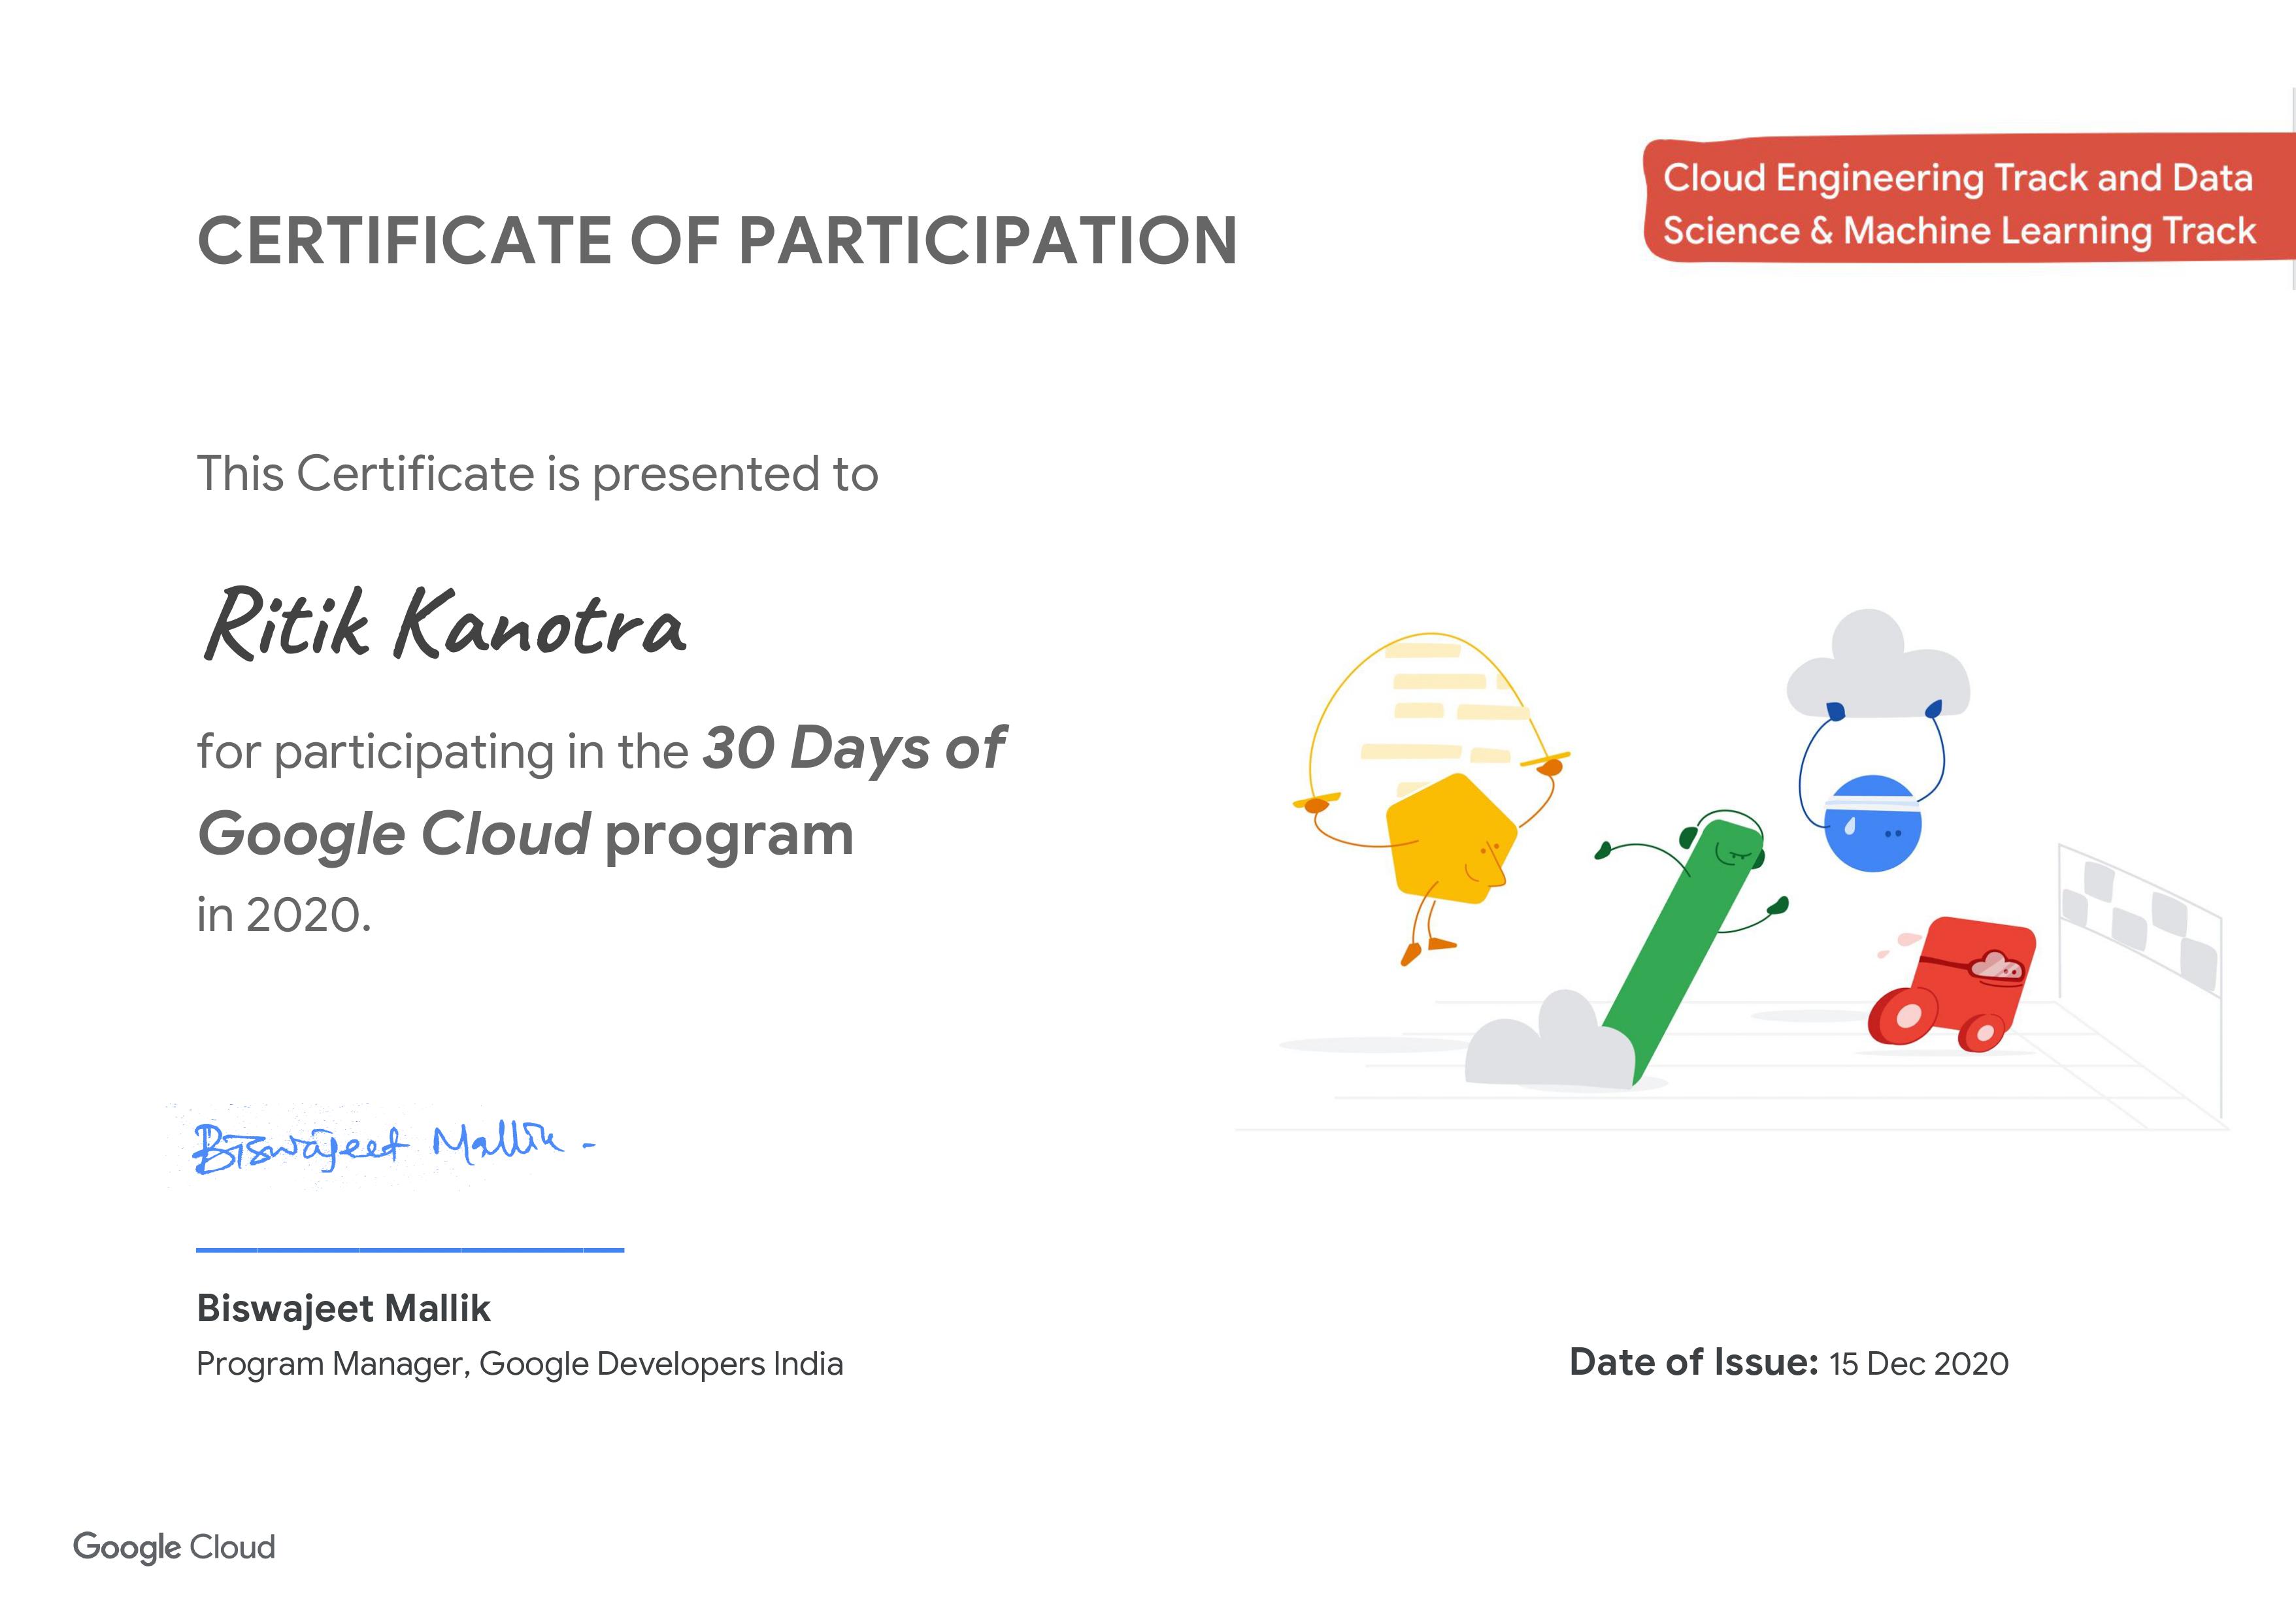 CERTIFICATE OF PARTICIPATION
Cloud Engineering Track and Data
Science & Machine Learning Track
This Certificate is presented to
Ritik Kanotra
for participating in the 30 Days of
Google Cloud program
in 2020.
Biswajeet Mallik -
Biswajeet Mallik
Program Manager, Google Developers India
Date of Issue: 15 Dec 2020
Google Cloud